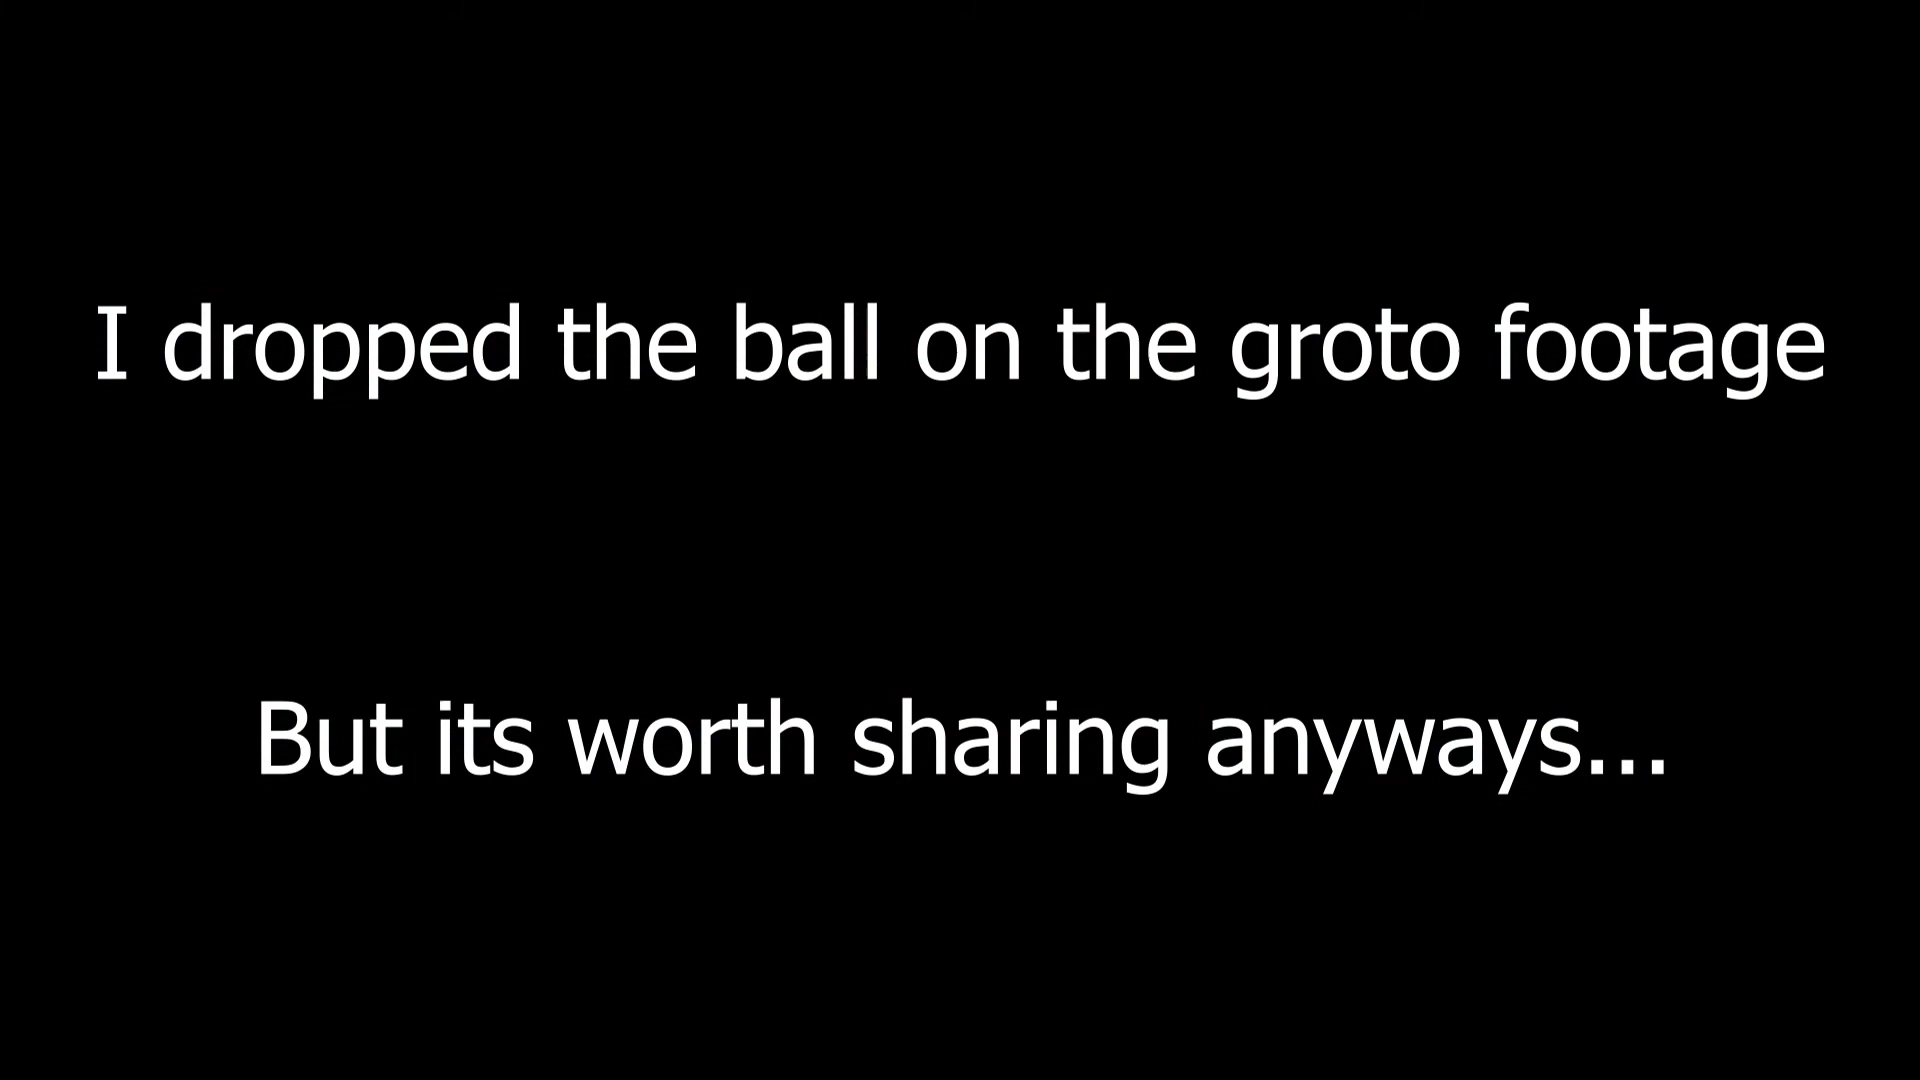 I dropped the ball on the groto footage
But its worth sharing anyways...